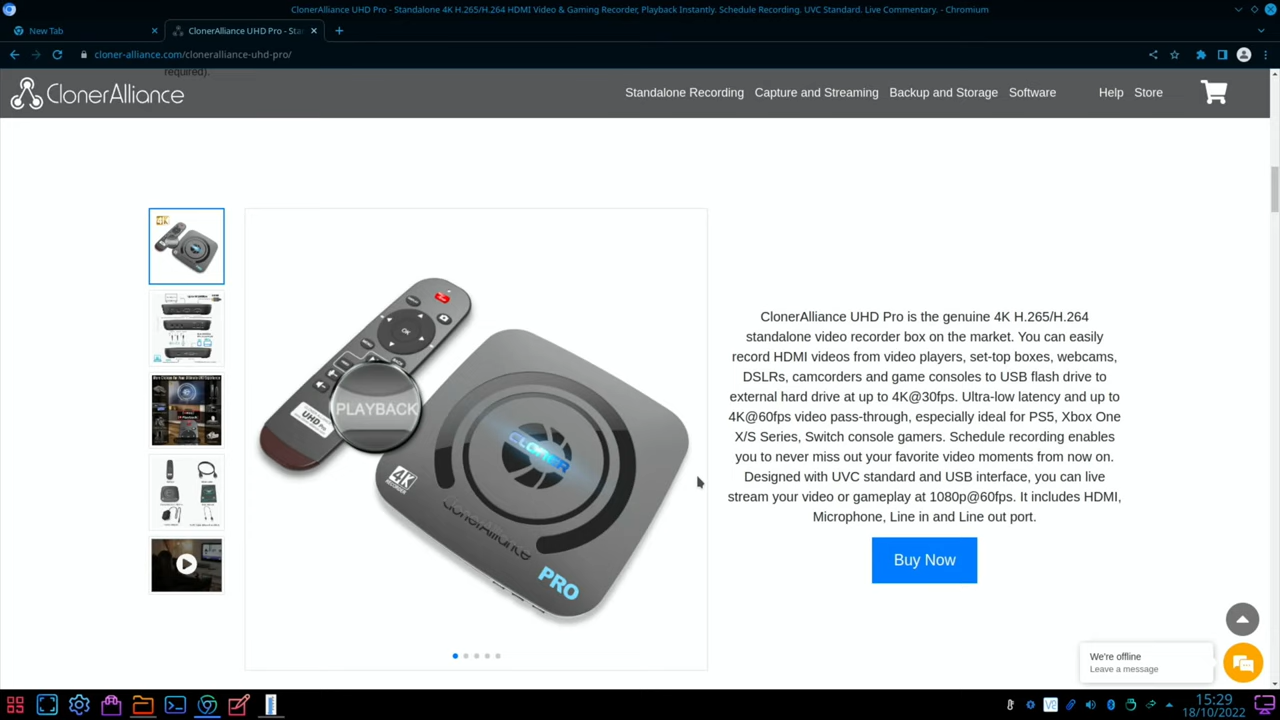 ClonerAlliance UHD Pro - Standalone 4K H.265/H.264 HDMI Video & Gaming Recorder, Playback Instantly. Schedule Recording. UVC Standard. Live Commentary. - Chromium
New Tab
ClonerAlliance UHD Pro - Sta
cloner-alliance.com/cloneralliance-uhd-pro/
required).
ClonerAlliance
Standalone Recording
Capture and Streaming
Backup and Storage
Software
Help
Store
4K
OK
PLAYBACK
UHD Pro
CLONER
4K
RECORDER
ClonerAlliance
PRO
ClonerAlliance UHD Pro is the genuine 4K H.265/H.264
standalone video recorder box on the market. You can easily
record HDMI videos from video players, set-top boxes, webcams,
DSLRs, camcorders and game consoles to USB flash drive to
external hard drive at up to 4K@30fps. Ultra-low latency and up to
4K@60fps video pass-through, especially ideal for PS5, Xbox One
X/S Series, Switch console gamers. Schedule recording enables
you to never miss out your favorite video moments from now on.
Designed with UVC standard and USB interface, you can live
stream your video or gameplay at 1080p@60fps. It includes HDMI,
Microphone, Line in and Line out port.
Buy Now
We're offline
Leave a message
15:29
18/10/2022